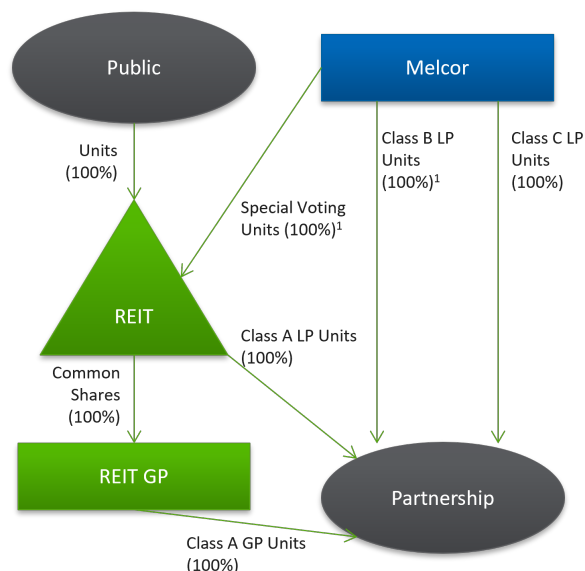 Public
Melcor
Units
(100%)
Class B LP
Units
(100%)1
Class C LP
Units
(100%)
Special Voting
Units (100%)1
REIT
Class A LP Units
(100%)
Common
Shares
(100%)
REIT GP
Partnership
Class A GP Units
(100%)